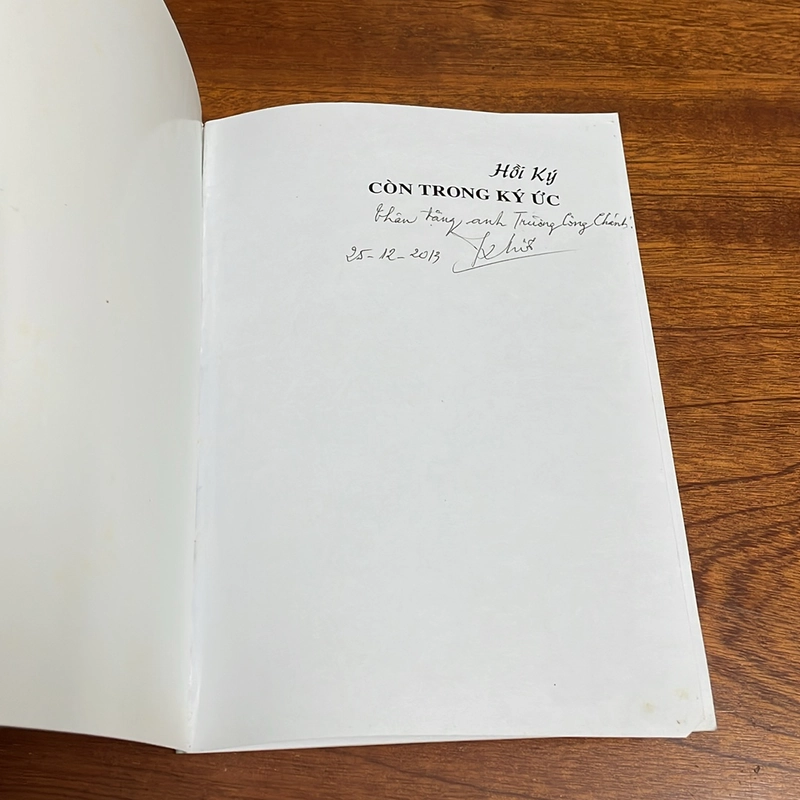 Hồi Ký
CÒN TRONG KÝ ỨC
thân tặng anh Trương Công Chánh!
25-12-2013